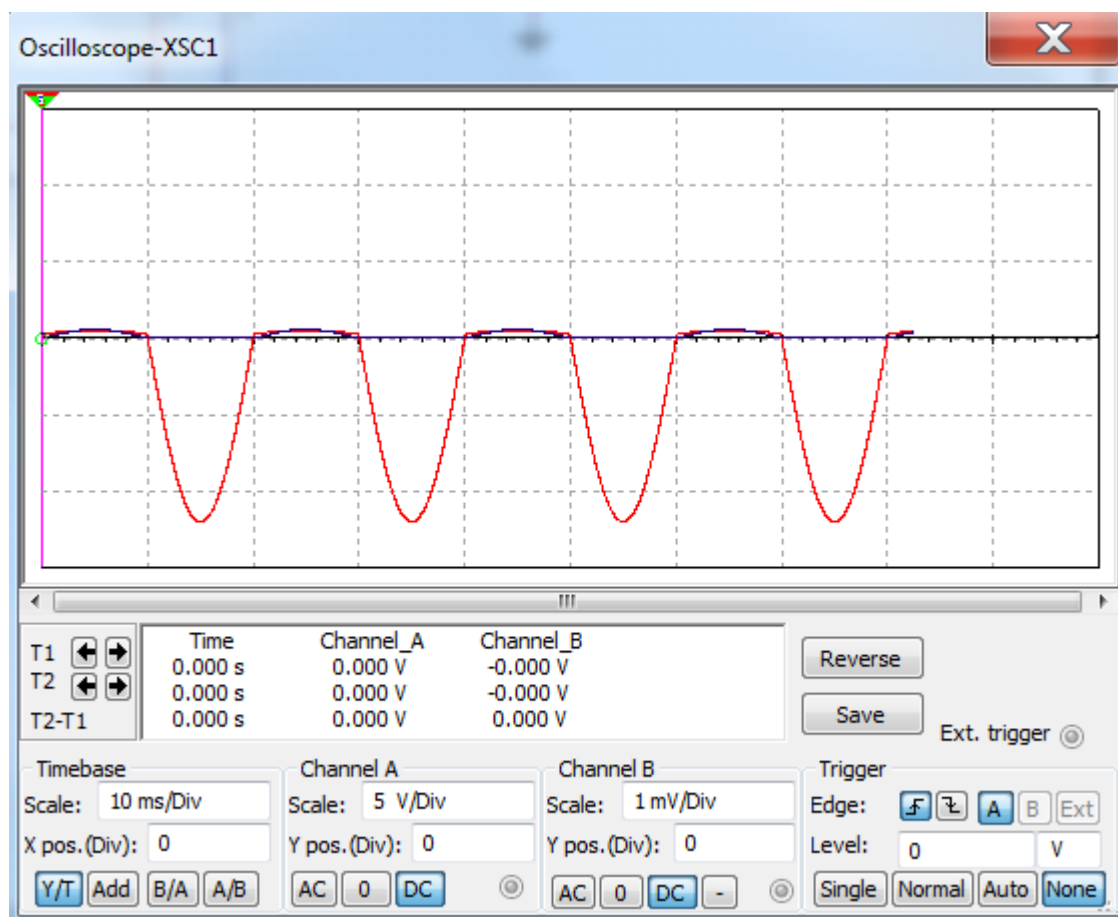 Oscilloscope-XSC1
Time Channel_A Channel_B
T1 0.000 s 0.000 V -0.000 V
T2 0.000 s 0.000 V -0.000 V
T2-T1 0.000 s 0.000 V 0.000 V
Reverse
Save
Ext. trigger
Timebase
Scale: 10 ms/Div
X pos.(Div): 0
Y/T Add B/A A/B
Channel A
Scale: 5 V/Div
Y pos.(Div): 0
AC 0 DC
Channel B
Scale: 1 mV/Div
Y pos.(Div): 0
AC 0 DC -
Trigger
Edge: A B Ext
Level: 0 V
Single Normal Auto None